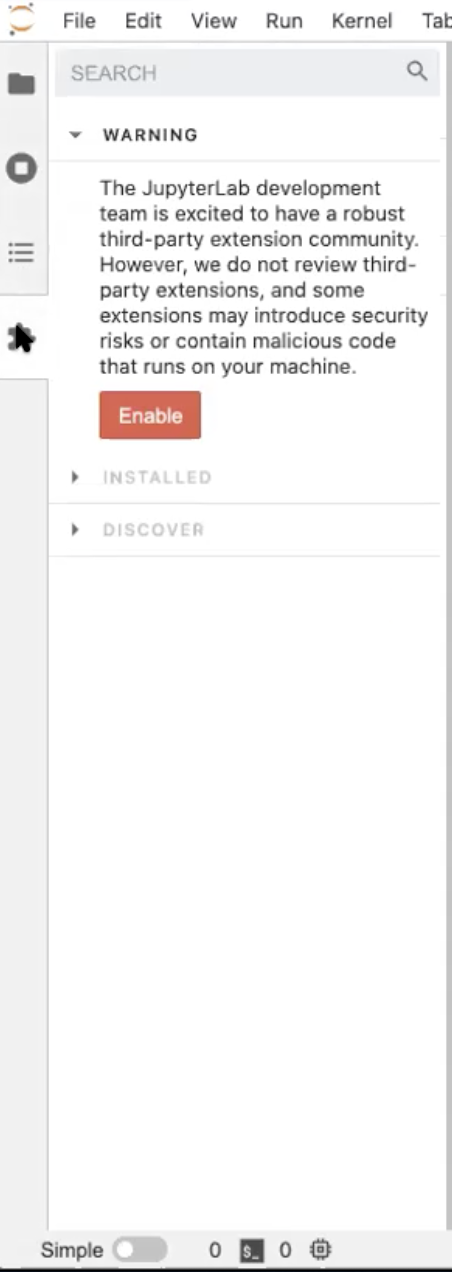 File Edit View Run Kernel Tab
SEARCH
WARNING
The JupyterLab development
team is excited to have a robust
third-party extension community.
However, we do not review third-
party extensions, and some
extensions may introduce security
risks or contain malicious code
that runs on your machine.
Enable
INSTALLED
DISCOVER
Simple 0 $_ 0